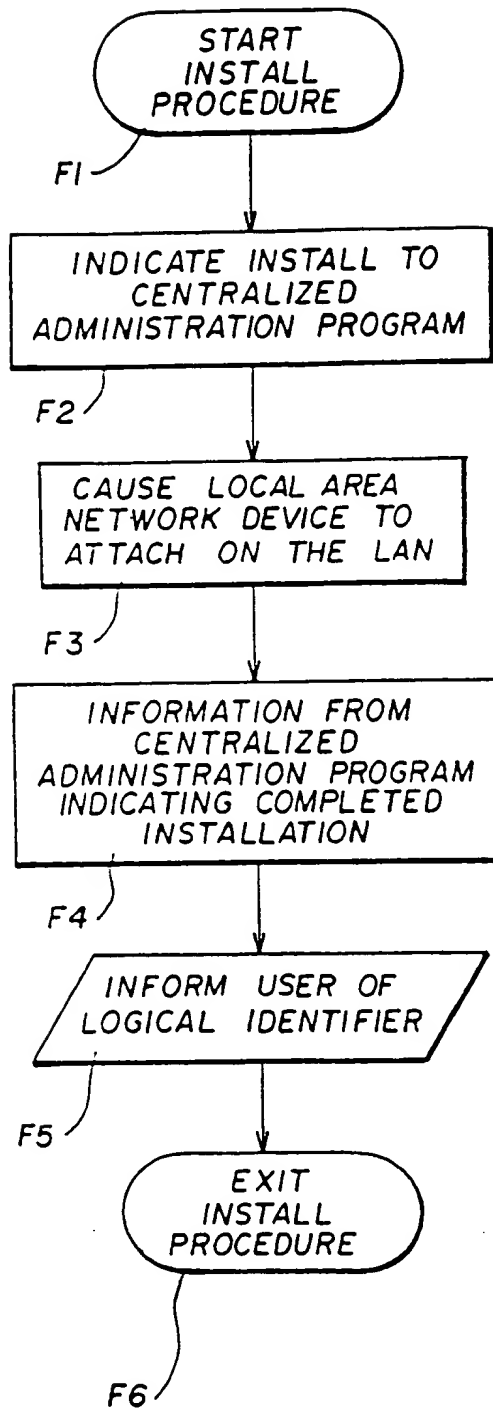 START
INSTALL
PROCEDURE
F1
INDICATE INSTALL TO
CENTRALIZED
ADMINISTRATION PROGRAM
F2
CAUSE LOCAL AREA
NETWORK DEVICE TO
ATTACH ON THE LAN
F3
INFORMATION FROM
CENTRALIZED
ADMINISTRATION PROGRAM
INDICATING COMPLETED
INSTALLATION
F4
INFORM USER OF
LOGICAL IDENTIFIER
F5
EXIT
INSTALL
PROCEDURE
F6